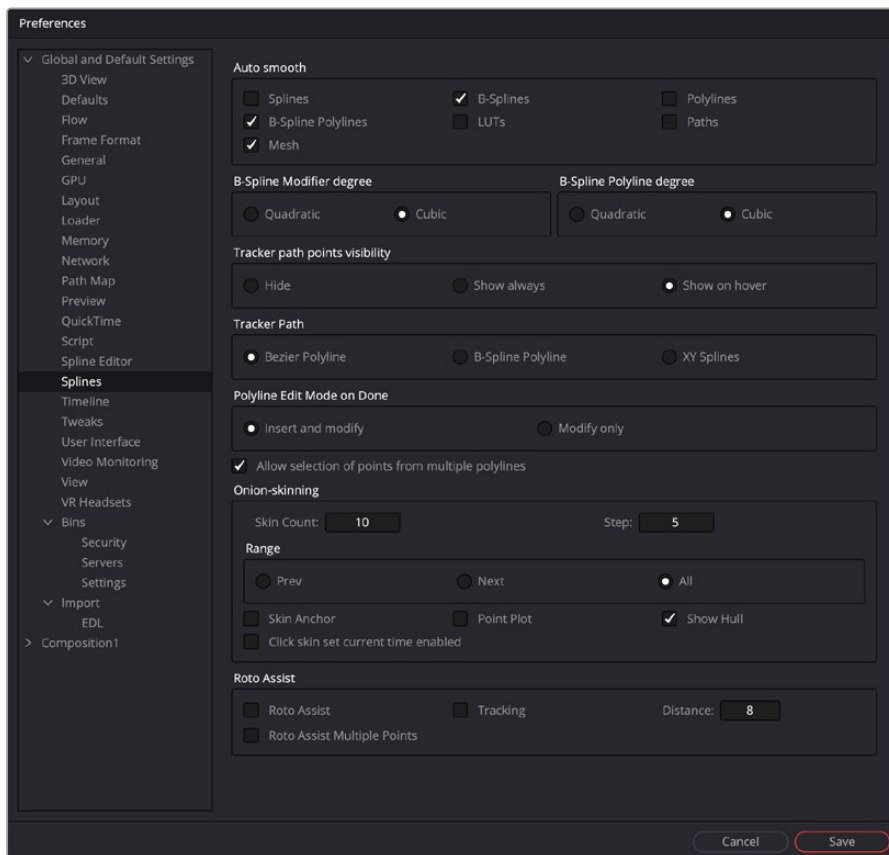 Preferences
Global and Default Settings
3D View
Defaults
Flow
Frame Format
General
GPU
Layout
Loader
Memory
Network
Path Map
Preview
QuickTime
Script
Spline Editor
Splines
Timeline
Tweaks
User Interface
Video Monitoring
View
VR Headsets
Bins
Security
Servers
Settings
Import
EDL
Composition1
Auto smooth
Splines B-Splines Polylines
B-Spline Polylines LUTs Paths
Mesh
B-Spline Modifier degree B-Spline Polyline degree
Quadratic Cubic Quadratic Cubic
Tracker path points visibility
Hide Show always Show on hover
Tracker Path
Bezier Polyline B-Spline Polyline XY Splines
Polyline Edit Mode on Done
Insert and modify Modify only
Allow selection of points from multiple polylines
Onion-skinning
Skin Count: 10 Step: 5
Range
Prev Next All
Skin Anchor Point Plot Show Hull
Click skin set current time enabled
Roto Assist
Roto Assist Tracking Distance: 8
Roto Assist Multiple Points
Cancel Save